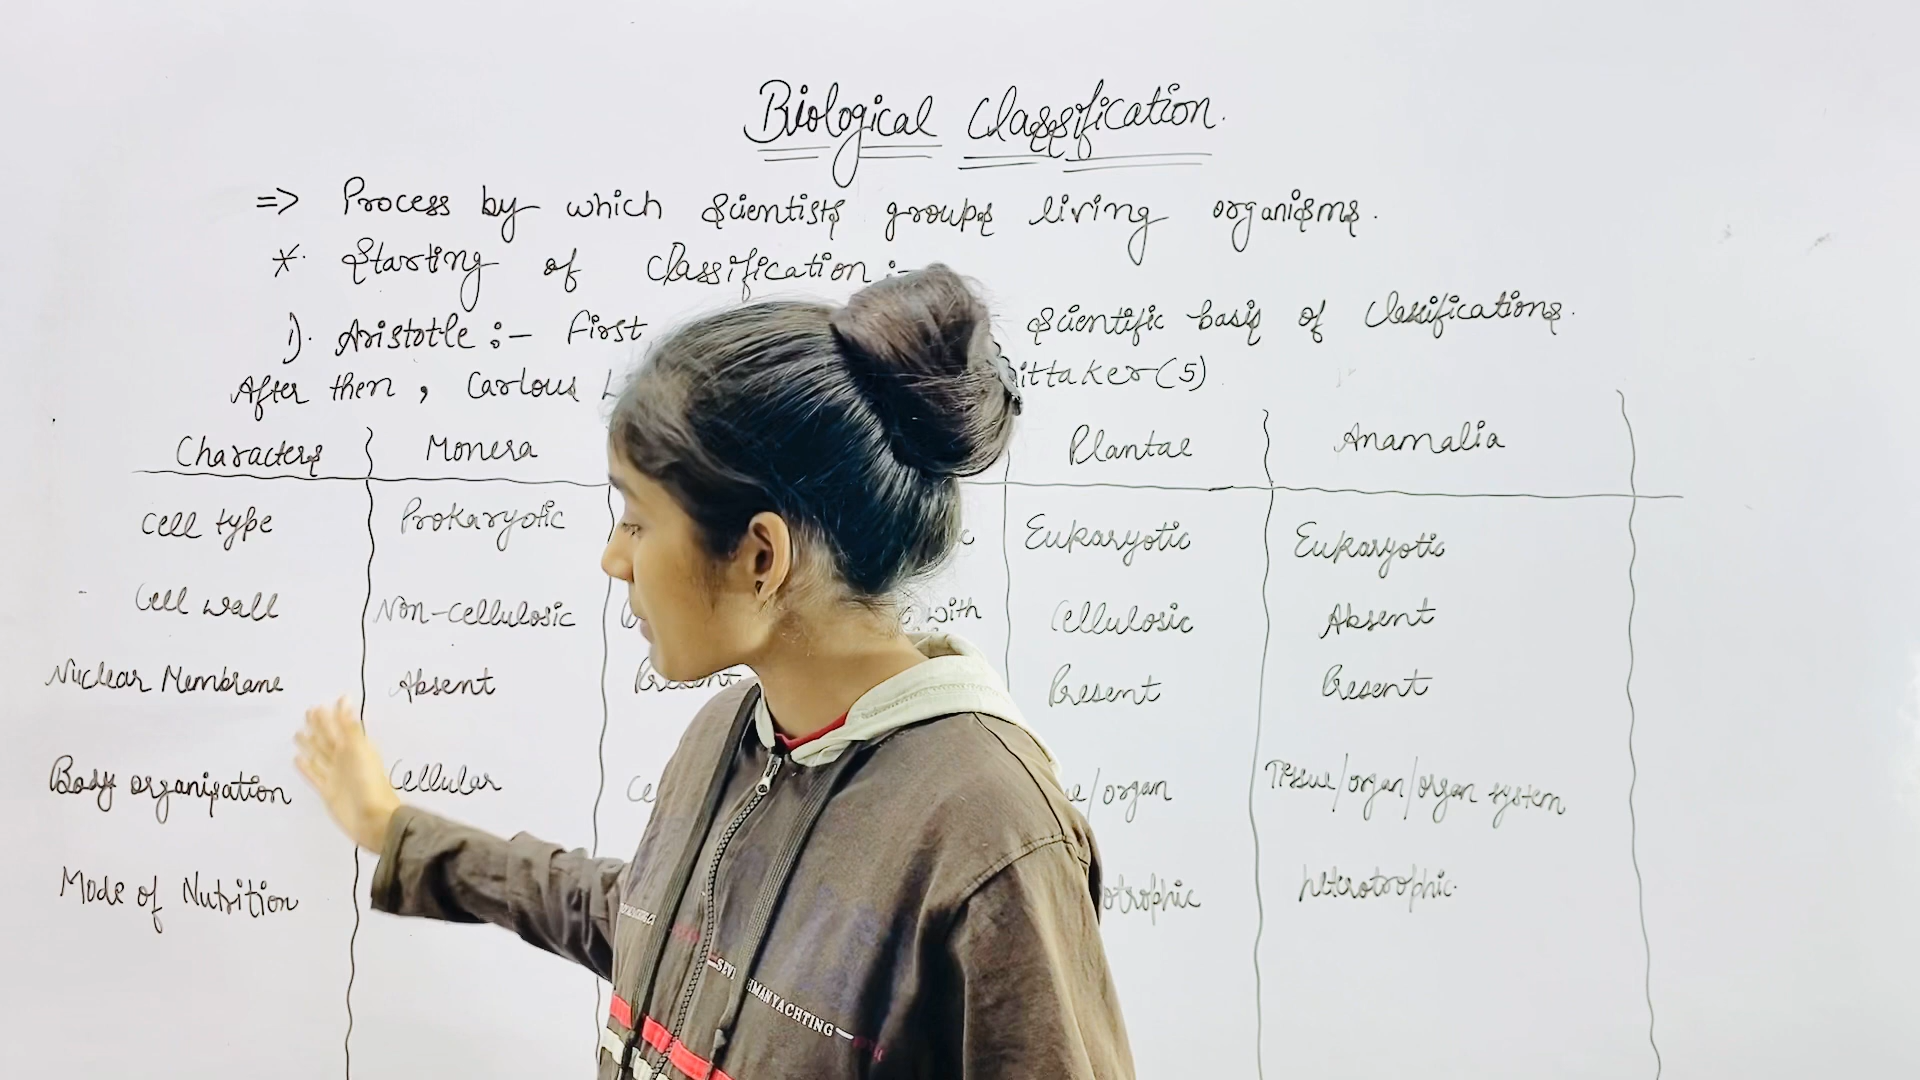 Biological Classification.
=> Process by which scientists groups living organisms.
* Starting of Classification :-
1). Aristotle :- First scientific basis of Classifications.
After then, Carlous (5)
Characters Monera Plantae Anamalia
Cell type Prokaryotic Eukaryotic Eukaryotic
Cell wall Non-cellulosic with Cellulosic Absent
Nuclear Membrane Absent Present Present Present
Body organisation Cellular organ Tissue/organ/organ system
Mode of Nutrition heterotrophic.
YACHTING